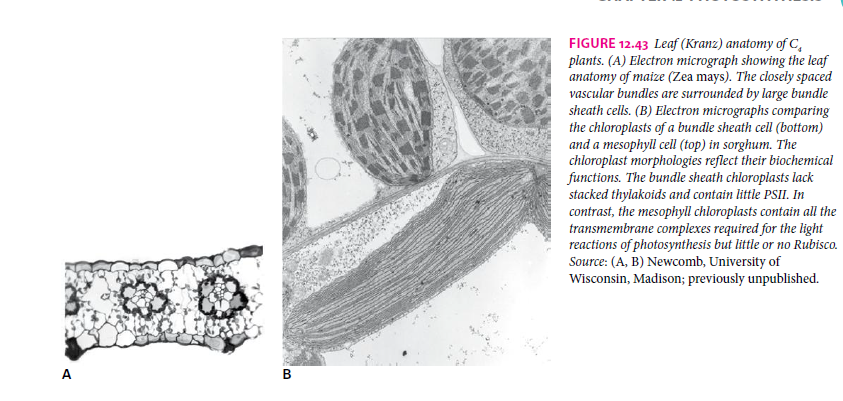 FIGURE 12.43 Leaf (Kranz) anatomy of C4
plants. (A) Electron micrograph showing the leaf
anatomy of maize (Zea mays). The closely spaced
vascular bundles are surrounded by large bundle
sheath cells. (B) Electron micrographs comparing
the chloroplasts of a bundle sheath cell (bottom)
and a mesophyll cell (top) in sorghum. The
chloroplast morphologies reflect their biochemical
functions. The bundle sheath chloroplasts lack
stacked thylakoids and contain little PSII. In
contrast, the mesophyll chloroplasts contain all the
transmembrane complexes required for the light
reactions of photosynthesis but little or no Rubisco.
Source: (A, B) Newcomb, University of
Wisconsin, Madison; previously unpublished.
A
B